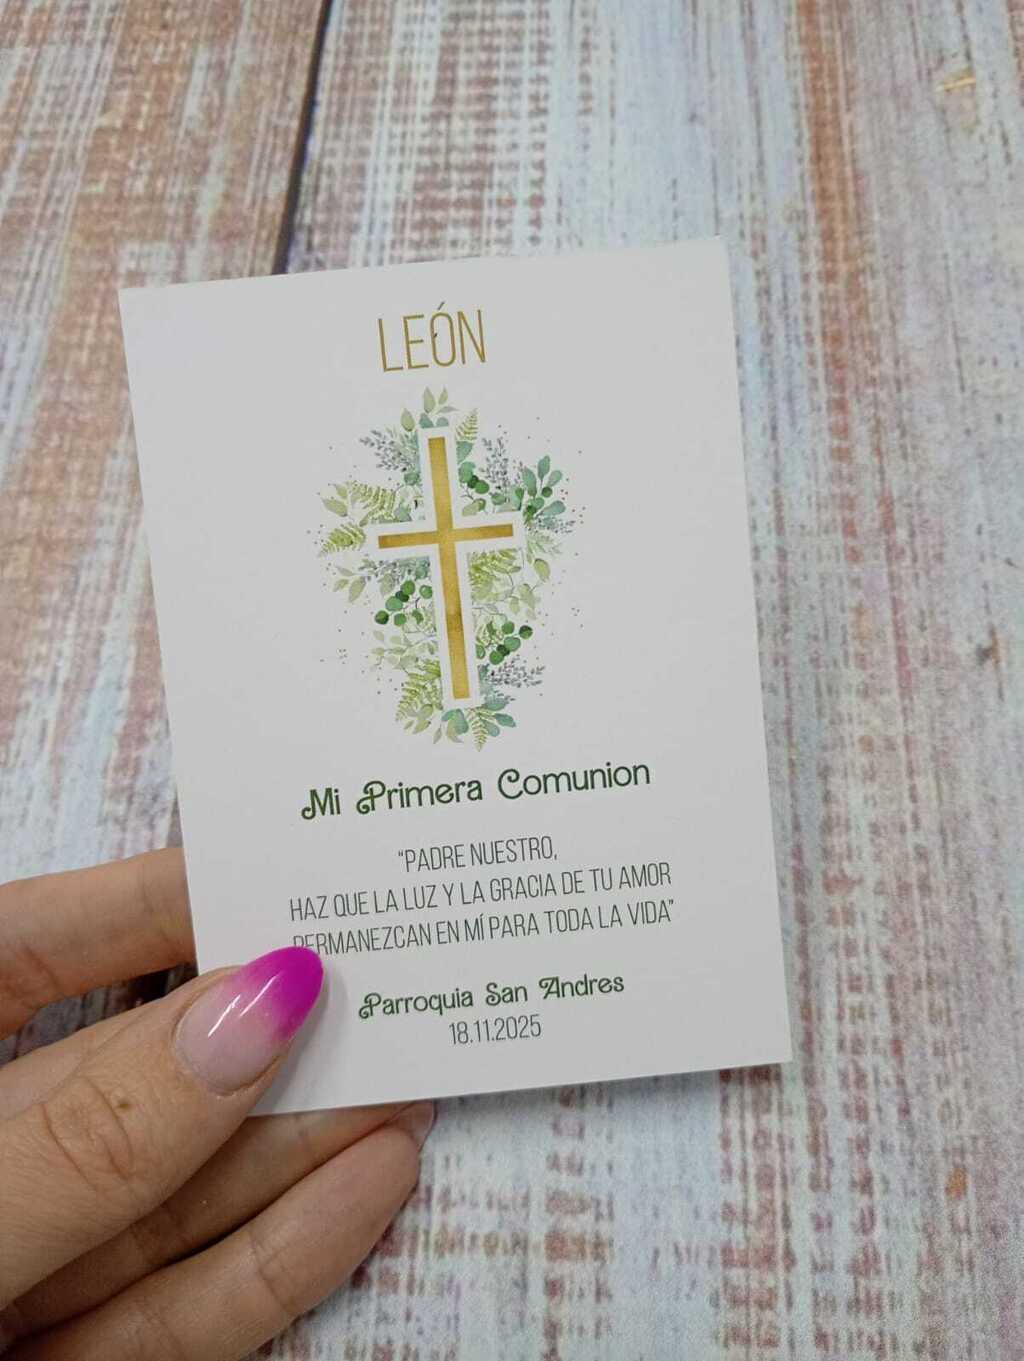 LEÓN
Mi Primera Comunion
“PADRE NUESTRO,
HAZ QUE LA LUZ Y LA GRACIA DE TU AMOR
PERMANEZCAN EN MÍ PARA TODA LA VIDA”
Parroquia San Andres
18.11.2025